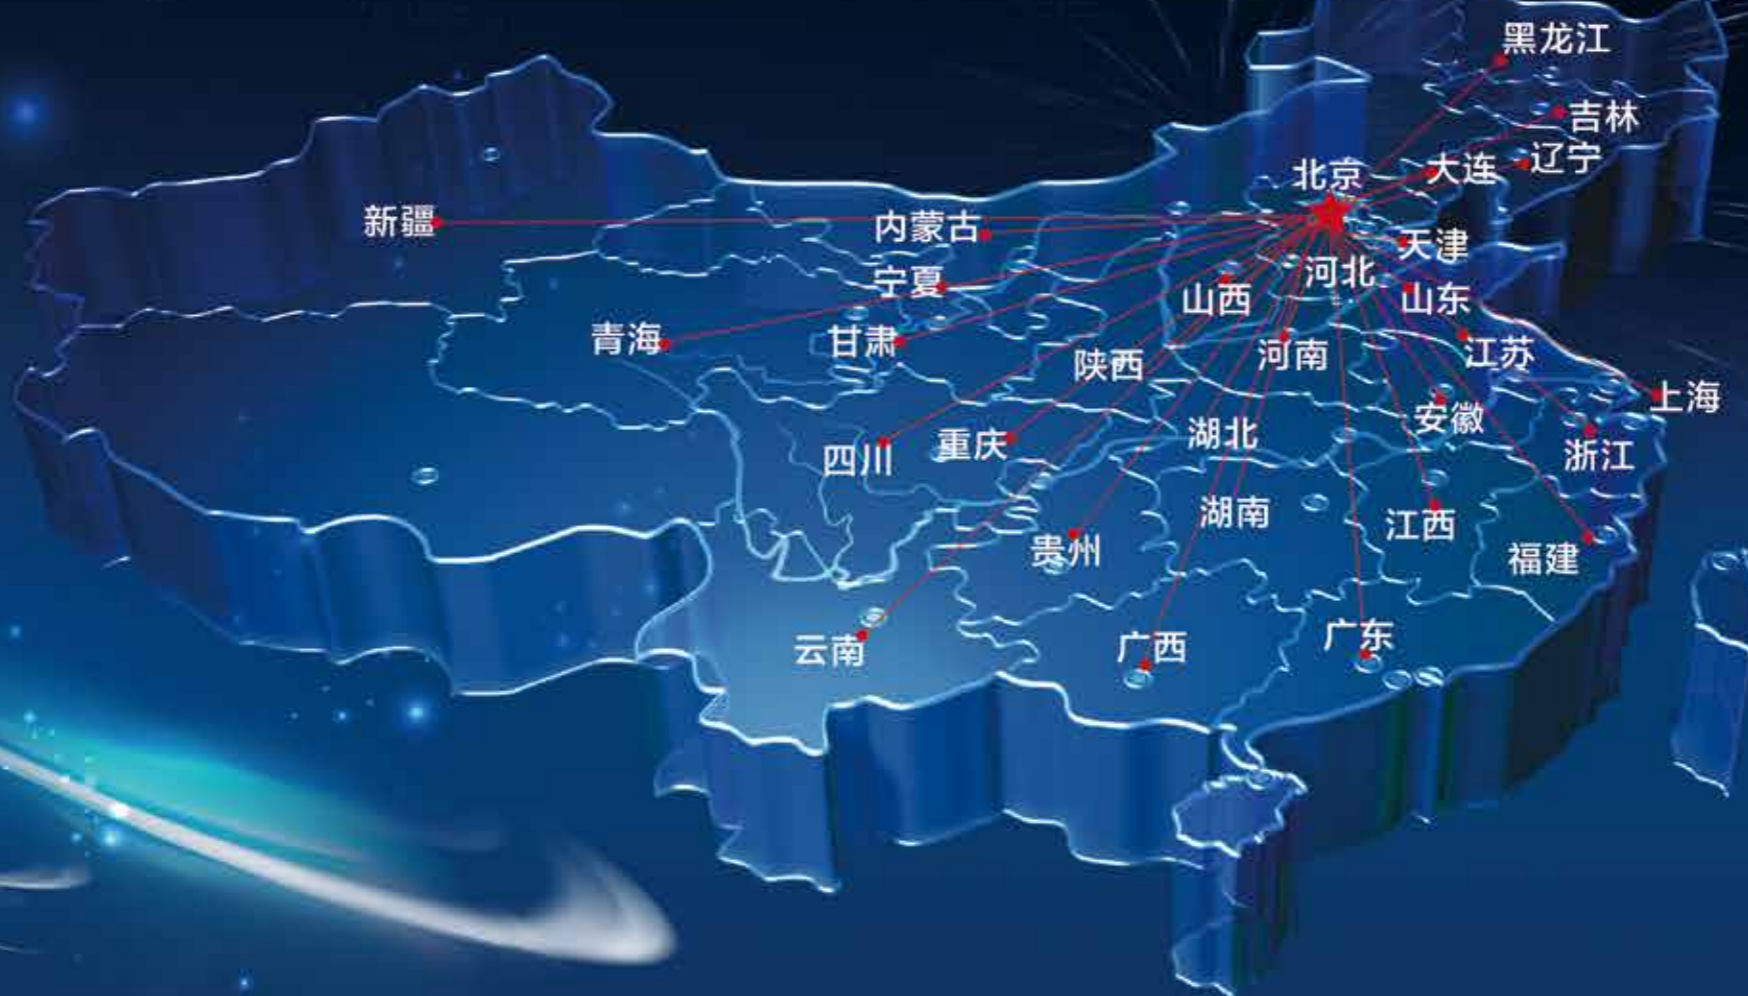 黑龙江
吉林
辽宁
大连
北京
新疆
内蒙古
天津
宁夏
河北
山西
山东
青海
甘肃
河南
江苏
陕西
上海
安徽
湖北
重庆
四川
浙江
湖南
江西
贵州
福建
云南
广西
广东